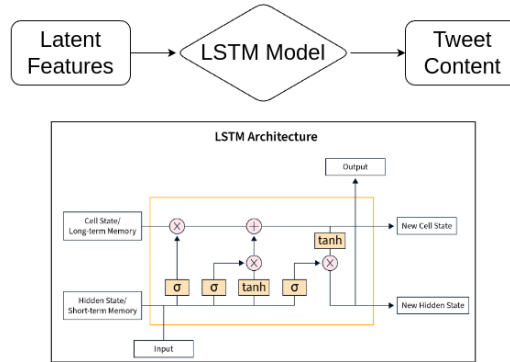 Latent
Features
LSTM Model
Tweet
Content
LSTM Architecture
Output
Cell State/
Long-term Memory
×
+
New Cell State
tanh
×
×
σ
σ
tanh
σ
Hidden State/
Short-term Memory
New Hidden State
Input